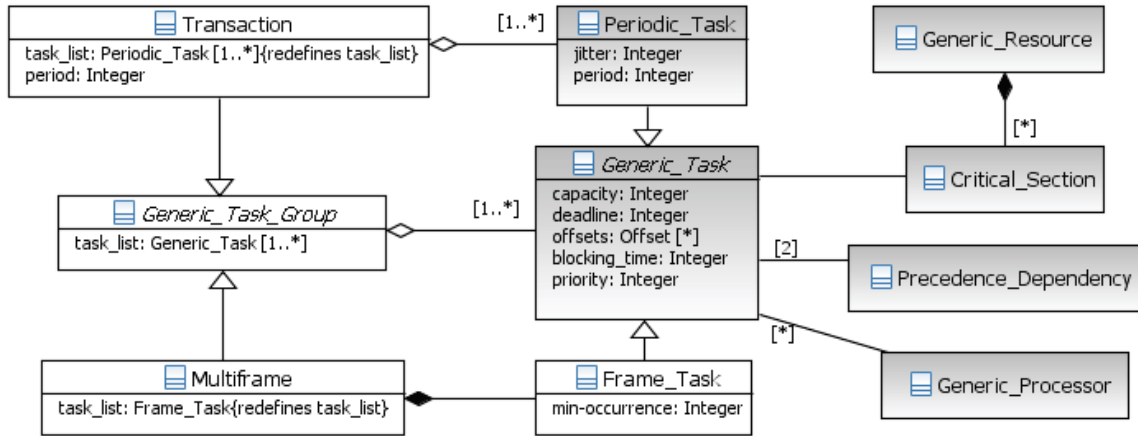 Transaction
task_list: Periodic_Task [1..*]{redefines task_list}
period: Integer
[1..*]
Periodic_Task
jitter: Integer
period: Integer
Generic_Resource
[*]
Critical_Section
Generic_Task_Group
task_list: Generic_Task [1..*]
[1..*]
Generic_Task
capacity: Integer
deadline: Integer
offsets: Offset [*]
blocking_time: Integer
priority: Integer
[2]
Precedence_Dependency
[*]
Generic_Processor
Multiframe
task_list: Frame_Task{redefines task_list}
Frame_Task
min-occurrence: Integer